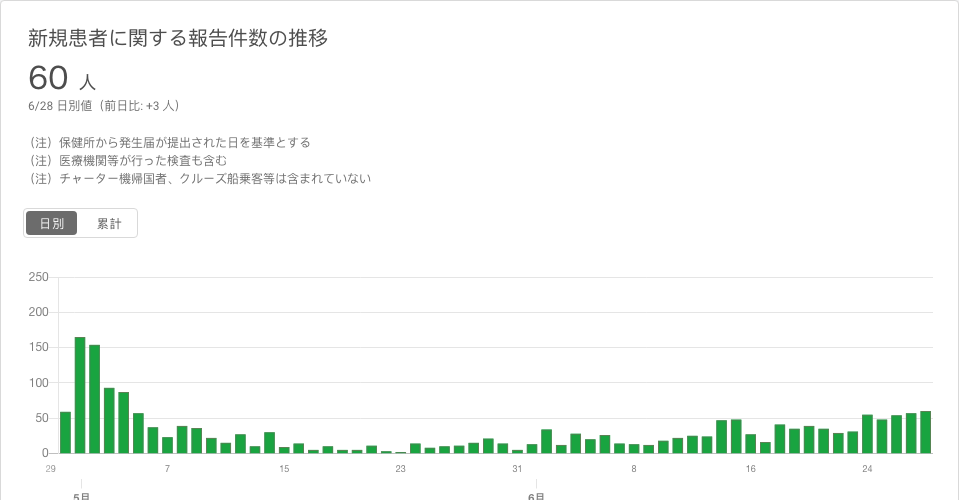 新規患者に関する報告件数の推移
60 人
6/28 日別値（前日比: +3 人）
（注）保健所から発生届が提出された日を基準とする
（注）医療機関等が行った検査も含む
（注）チャーター機帰国者、クルーズ船乗客等は含まれていない
日別 累計
250
200
150
100
50
0
29 7 15 23 31 8 16 24
5月 6月